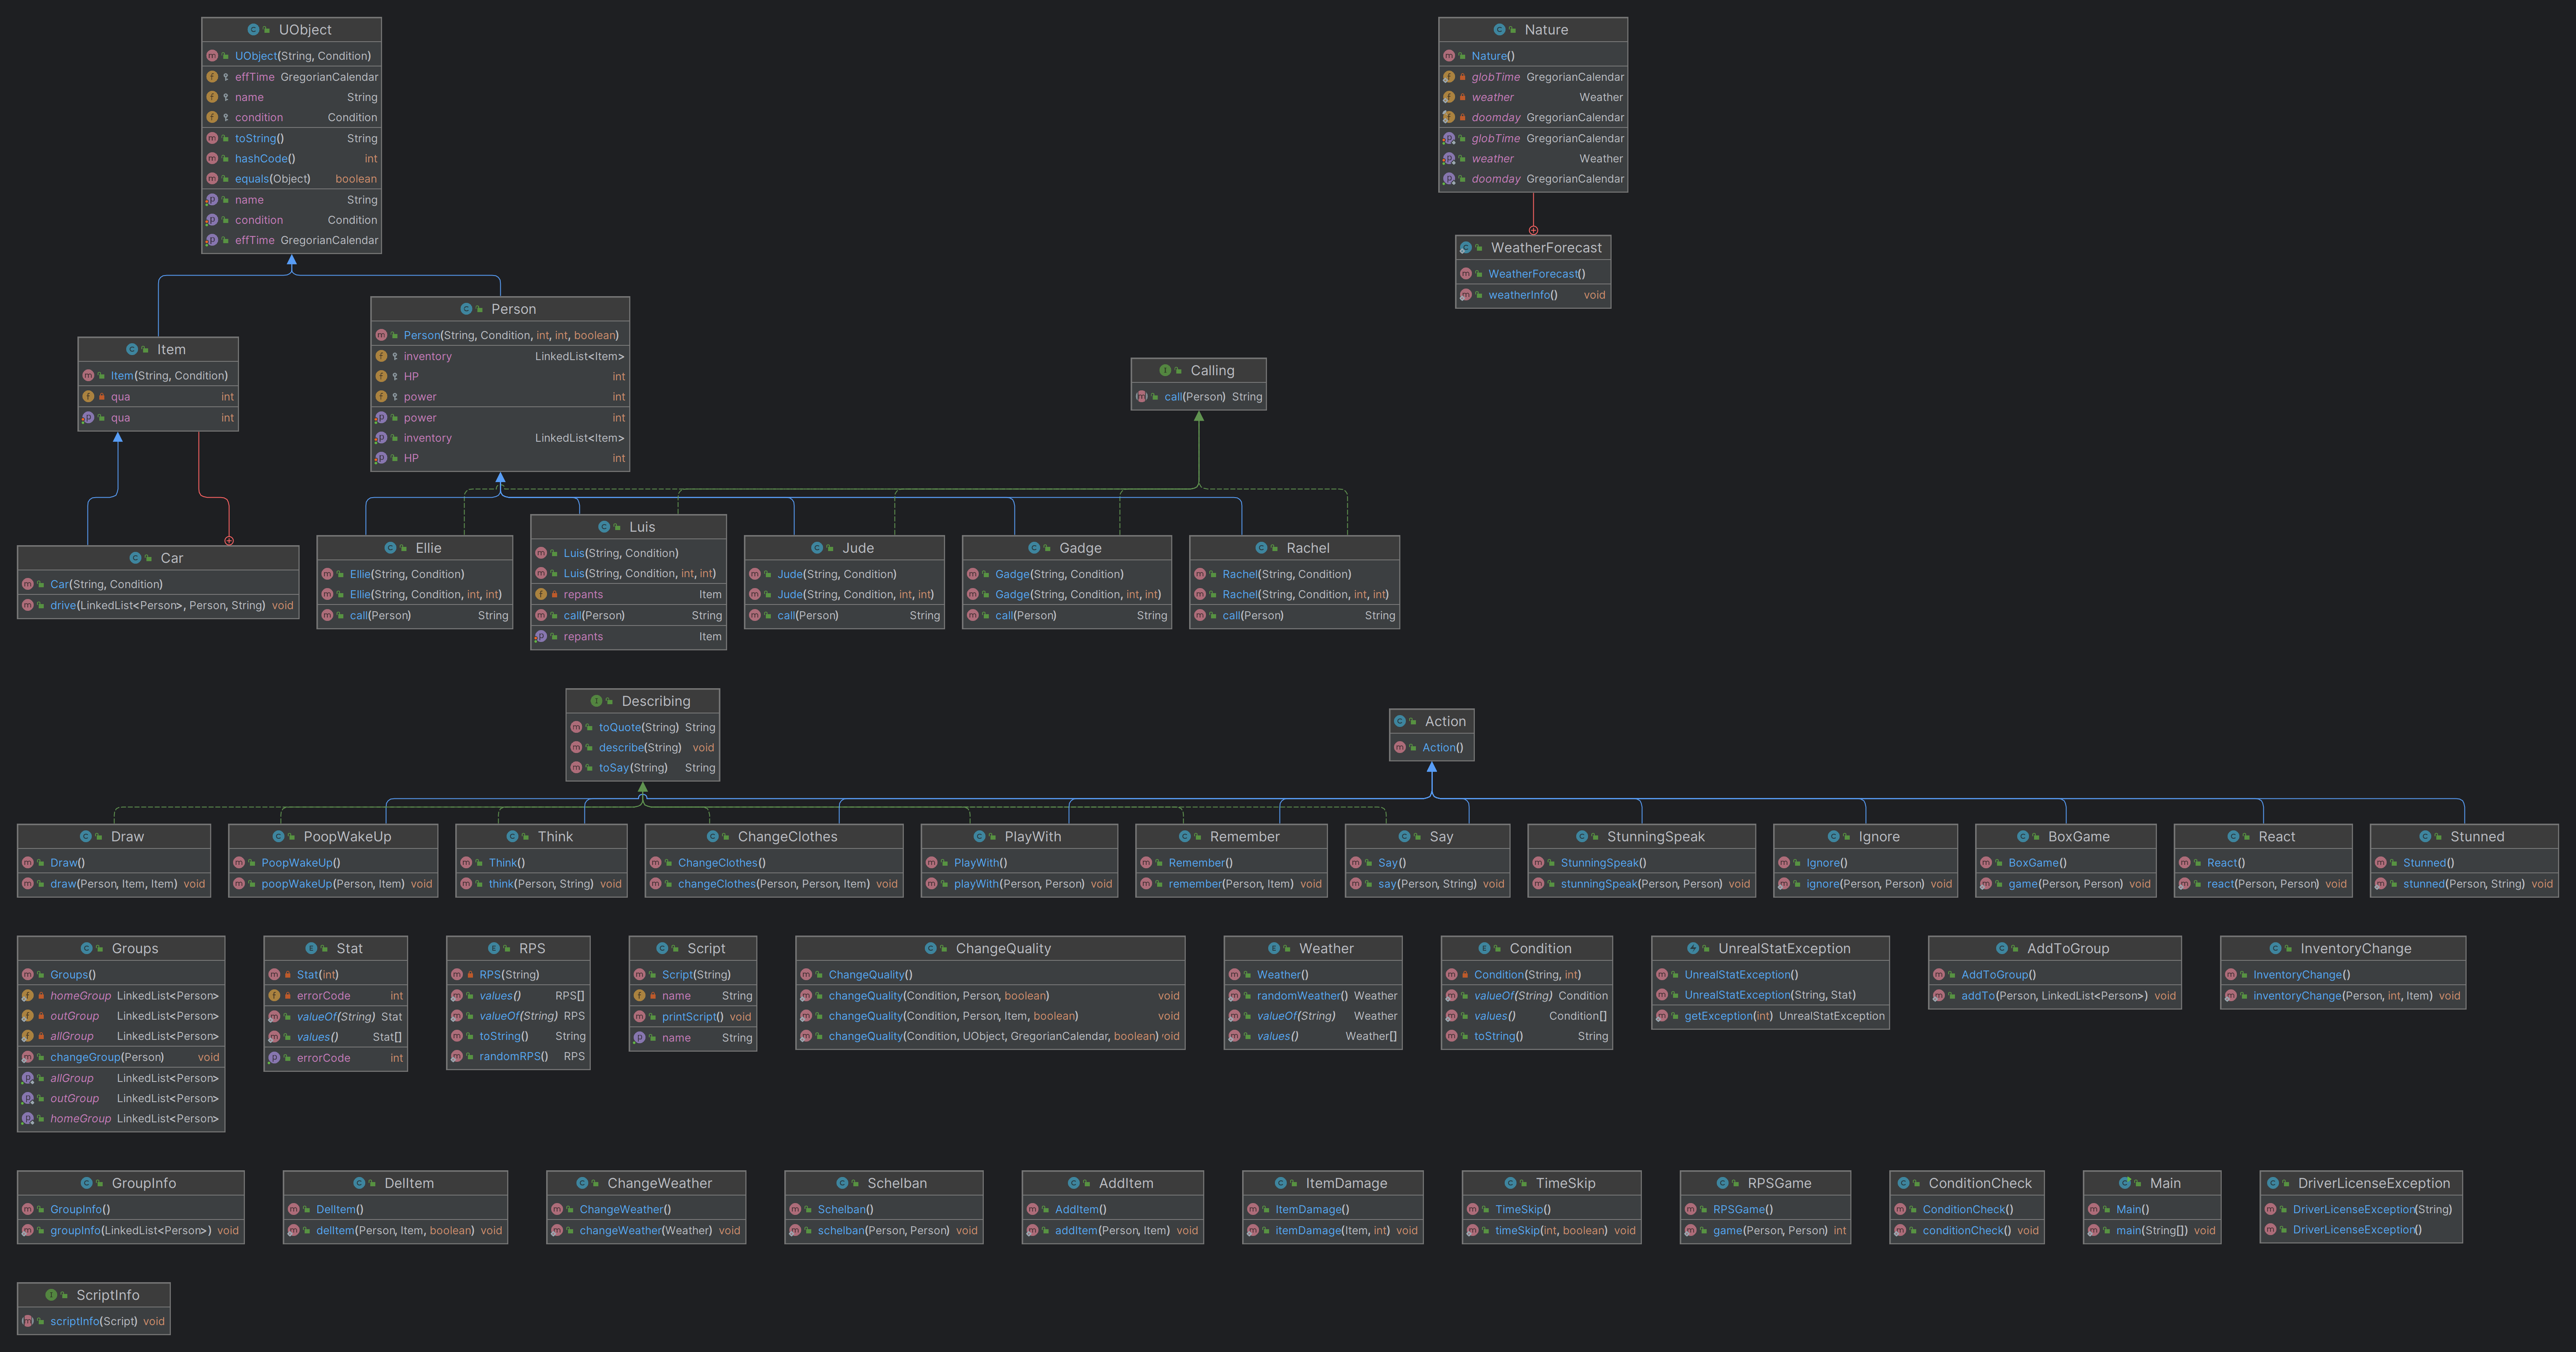 UObject
UObject(String, Condition)
effTime GregorianCalendar
name String
condition Condition
toString() String
hashCode() int
equals(Object) boolean
name String
condition Condition
effTime GregorianCalendar
Nature
Nature()
globTime GregorianCalendar
weather Weather
doomday GregorianCalendar
globTime GregorianCalendar
weather Weather
doomday GregorianCalendar
WeatherForecast
WeatherForecast()
weatherInfo() void
Person
Person(String, Condition, int, int, boolean)
inventory LinkedList<Item>
HP int
power int
power int
inventory LinkedList<Item>
HP int
Item
Item(String, Condition)
qua int
qua int
Calling
call(Person) String
Car
Car(String, Condition)
drive(LinkedList<Person>, Person, String) void
Ellie
Ellie(String, Condition)
Ellie(String, Condition, int, int)
call(Person) String
Luis
Luis(String, Condition)
Luis(String, Condition, int, int)
repants Item
call(Person) String
repants Item
Jude
Jude(String, Condition)
Jude(String, Condition, int, int)
call(Person) String
Gadge
Gadge(String, Condition)
Gadge(String, Condition, int, int)
call(Person) String
Rachel
Rachel(String, Condition)
Rachel(String, Condition, int, int)
call(Person) String
Describing
toQuote(String) String
describe(String) void
toSay(String) String
Action
Action()
Draw
Draw()
draw(Person, Item, Item) void
PoopWakeUp
PoopWakeUp()
poopWakeUp(Person, Item) void
Think
Think()
think(Person, String) void
ChangeClothes
ChangeClothes()
changeClothes(Person, Person, Item) void
PlayWith
PlayWith()
playWith(Person, Person) void
Remember
Remember()
remember(Person, Item) void
Say
Say()
say(Person, String) void
StunningSpeak
StunningSpeak()
stunningSpeak(Person, Person) void
Ignore
Ignore()
ignore(Person, Person) void
BoxGame
BoxGame()
game(Person, Person) void
React
React()
react(Person, Person) void
Stunned
Stunned()
stunned(Person, String) void
Groups
Groups()
homeGroup LinkedList<Person>
outGroup LinkedList<Person>
allGroup LinkedList<Person>
changeGroup(Person) void
allGroup LinkedList<Person>
outGroup LinkedList<Person>
homeGroup LinkedList<Person>
Stat
Stat(int)
errorCode int
valueOf(String) Stat
values() Stat[]
errorCode int
RPS
RPS(String)
values() RPS[]
valueOf(String) RPS
toString() String
randomRPS() RPS
Script
Script(String)
name String
printScript() void
name String
ChangeQuality
ChangeQuality()
changeQuality(Condition, Person, boolean) void
changeQuality(Condition, Person, Item, boolean) void
changeQuality(Condition, UObject, GregorianCalendar, boolean) void
Weather
Weather()
randomWeather() Weather
valueOf(String) Weather
values() Weather[]
Condition
Condition(String, int)
valueOf(String) Condition
values() Condition[]
toString() String
UnrealStatException
UnrealStatException()
UnrealStatException(String, Stat)
getException(int) UnrealStatException
AddToGroup
AddToGroup()
addTo(Person, LinkedList<Person>) void
InventoryChange
InventoryChange()
inventoryChange(Person, int, Item) void
GroupInfo
GroupInfo()
groupInfo(LinkedList<Person>) void
DelItem
DelItem()
delItem(Person, Item, boolean) void
ChangeWeather
ChangeWeather()
changeWeather(Weather) void
Schelban
Schelban()
schelban(Person, Person) void
AddItem
AddItem()
addItem(Person, Item) void
ItemDamage
ItemDamage()
itemDamage(Item, int) void
TimeSkip
TimeSkip()
timeSkip(int, boolean) void
RPSGame
RPSGame()
game(Person, Person) int
ConditionCheck
ConditionCheck()
conditionCheck() void
Main
Main()
main(String[]) void
DriverLicenseException
DriverLicenseException(String)
DriverLicenseException()
ScriptInfo
scriptInfo(Script) void